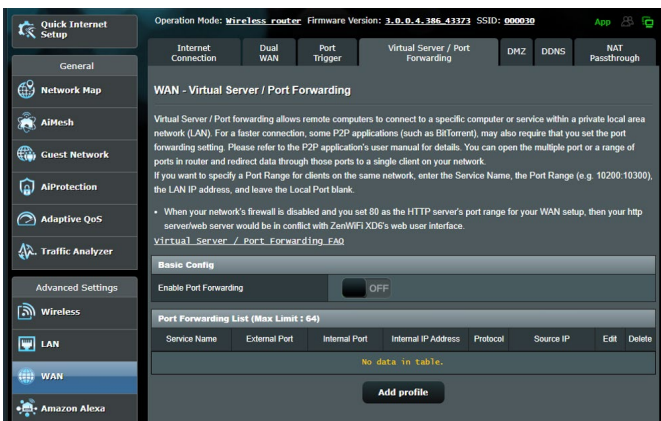 Quick Internet
Setup
General
Network Map
AiMesh
Guest Network
AiProtection
Adaptive QoS
Traffic Analyzer
Advanced Settings
Wireless
LAN
WAN
Amazon Alexa
Operation Mode: Wireless router Firmware Version: 3.0.0.4.386_43373 SSID: 000030 App
Internet
Connection
Dual
WAN
Port
Trigger
Virtual Server / Port
Forwarding
DMZ
DDNS
NAT
Passthrough
WAN - Virtual Server / Port Forwarding
Virtual Server / Port forwarding allows remote computers to connect to a specific computer or service within a private local area
network (LAN). For a faster connection, some P2P applications (such as BitTorrent), may also require that you set the port
forwarding setting. Please refer to the P2P application's user manual for details. You can open the multiple port or a range of
ports in router and redirect data through those ports to a single client on your network.
If you want to specify a Port Range for clients on the same network, enter the Service Name, the Port Range (e.g. 10200:10300),
the LAN IP address, and leave the Local Port blank.
• When your network's firewall is disabled and you set 80 as the HTTP server's port range for your WAN setup, then your http
server/web server would be in conflict with ZenWiFi XD6's web user interface.
Virtual Server / Port Forwarding FAQ
Basic Config
Enable Port Forwarding OFF
Port Forwarding List (Max Limit : 64)
Service Name External Port Internal Port Internal IP Address Protocol Source IP Edit Delete
No data in table.
Add profile